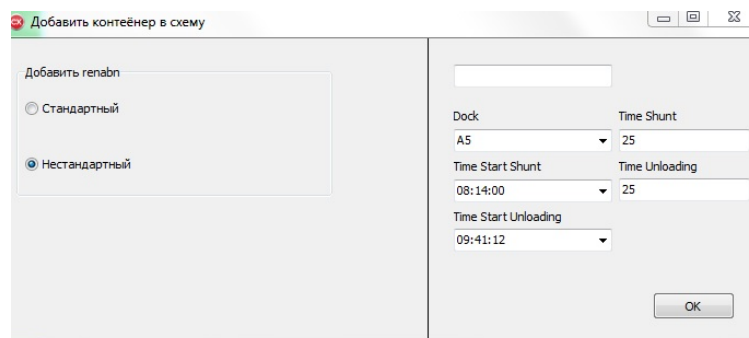 Добавить контеёнер в схему
Добавить renabn
Стандартный
Нестандартный
Dock
Time Shunt
A5
25
Time Start Shunt
Time Unloading
08:14:00
25
Time Start Unloading
09:41:12
OK